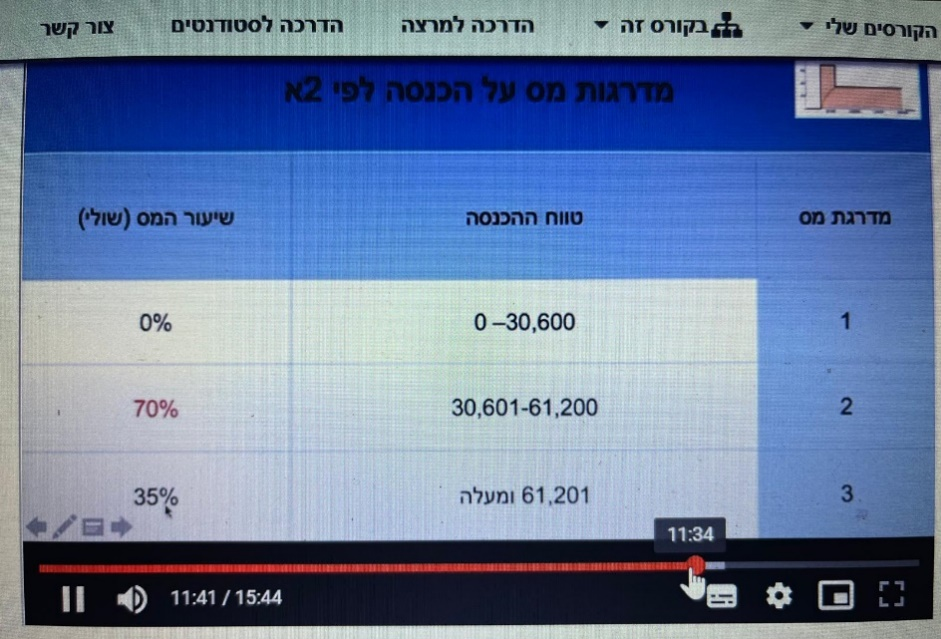 הקורסים שלי בקורס זה הדרכה למרצה הדרכה לסטודנטים צור קשר
מדרגות מס על הכנסה לפי 2א
מדרגת מס טווח ההכנסה שיעור המס (שולי)
1 0 –30,600 0%
2 30,601-61,200 70%
3 61,201 ומעלה 35%
11:34
11:41 / 15:44